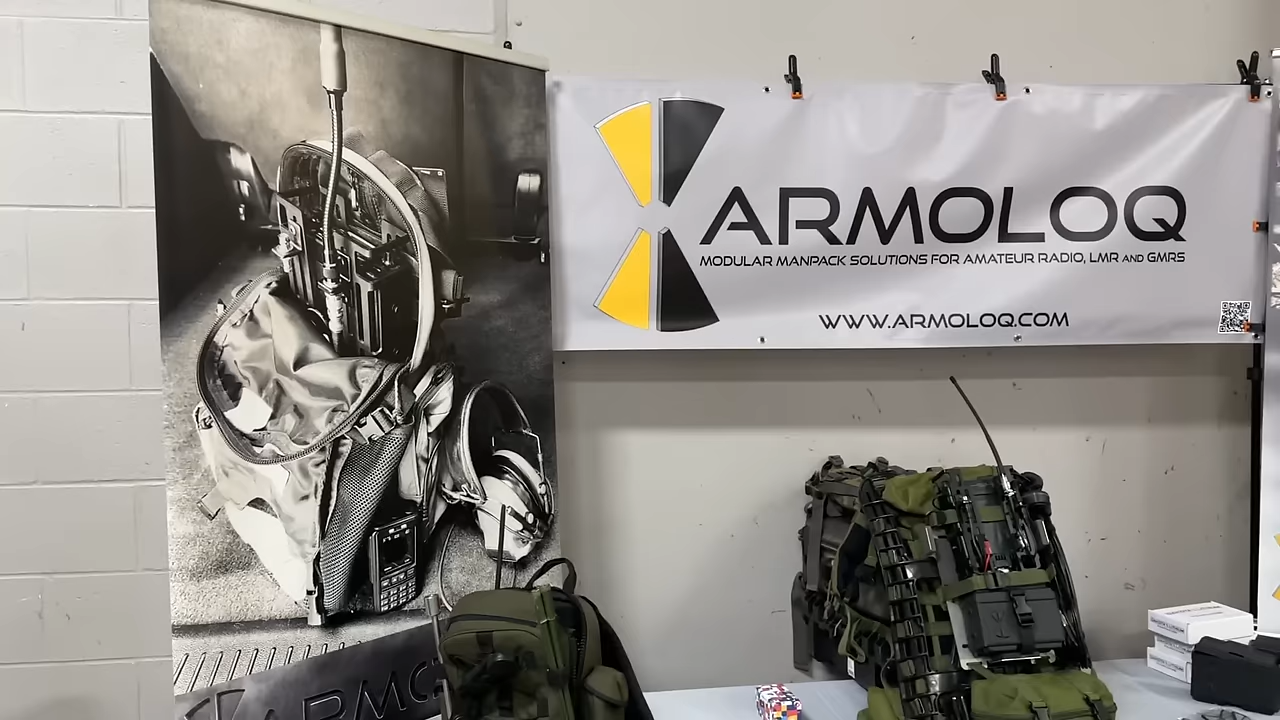 ARMOLOQ
MODULAR MANPACK SOLUTIONS FOR AMATEUR RADIO, LMR AND GMRS
WWW.ARMOLOQ.COM